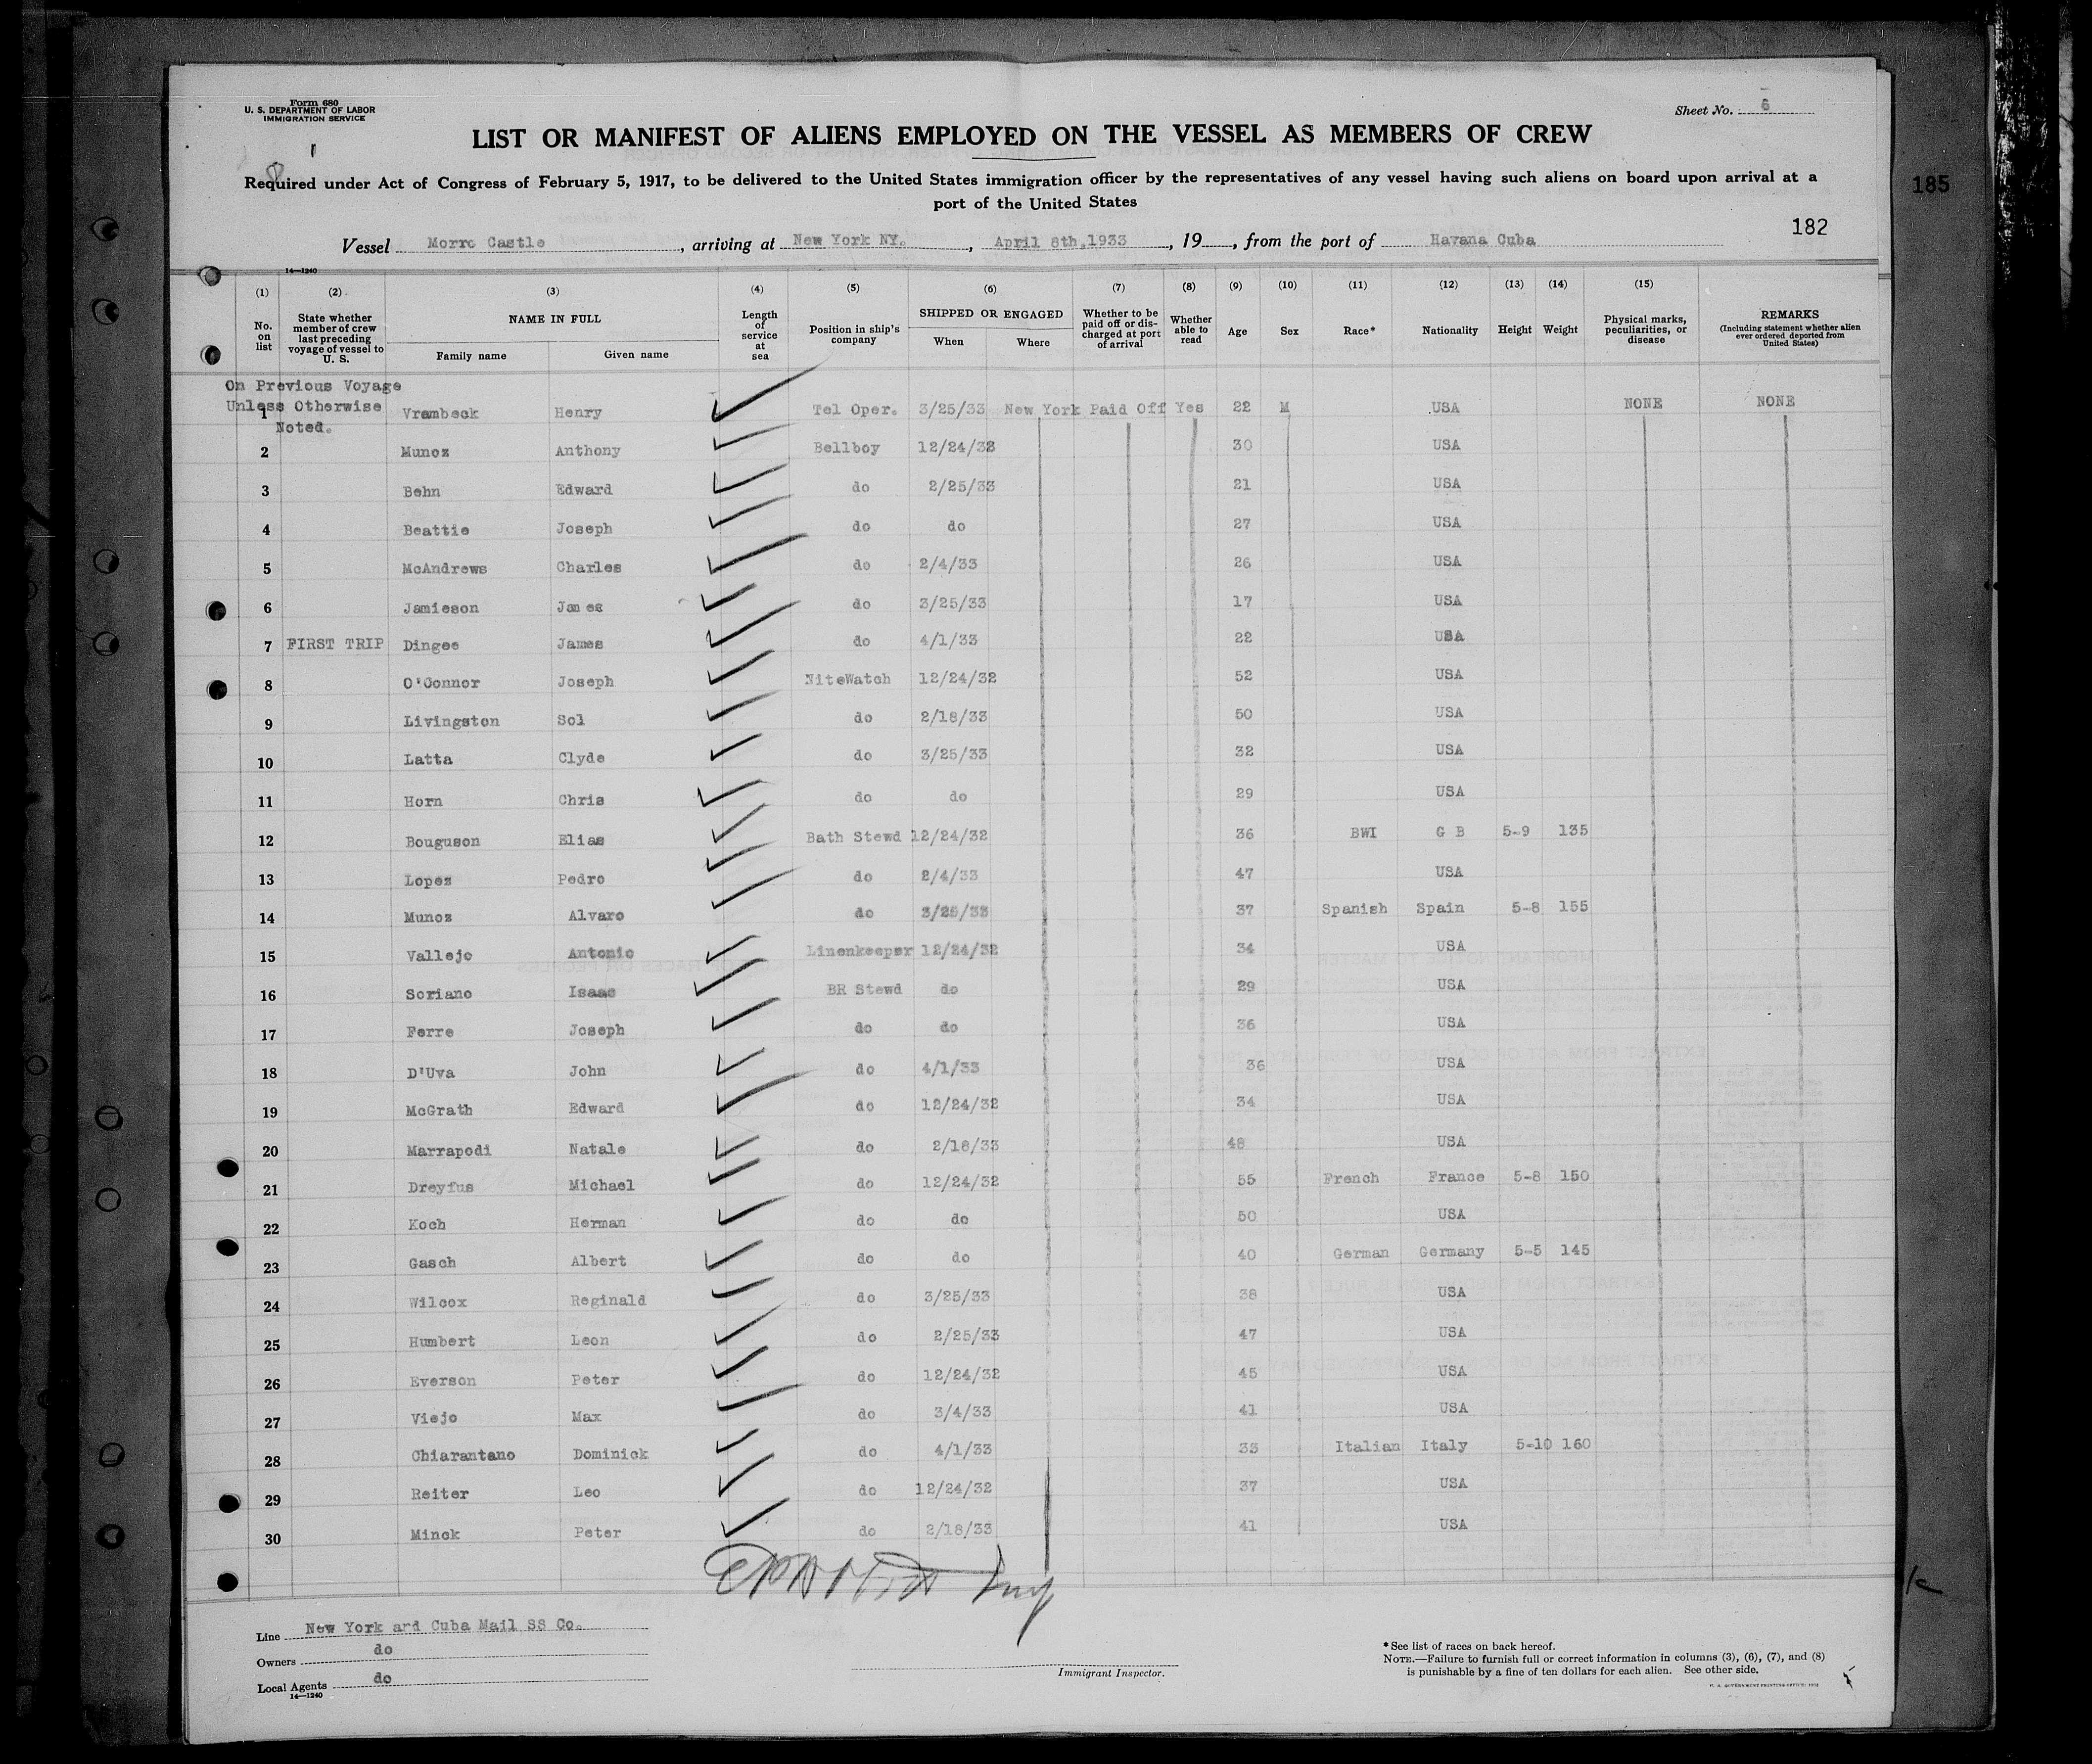 Form 680
U. S. DEPARTMENT OF LABOR
IMMIGRATION SERVICE
Sheet No. 6
LIST OR MANIFEST OF ALIENS EMPLOYED ON THE VESSEL AS MEMBERS OF CREW
Required under Act of Congress of February 5, 1917, to be delivered to the United States immigration officer by the representatives of any vessel having such aliens on board upon arrival at a
port of the United States
185
182
Vessel Morro Castle, arriving at New York NY., April 8th,1933, 19, from the port of Havana Cuba
14—1240
(1) (2) (3) (4) (5) (6) (7) (8) (9) (10) (11) (12) (13) (14) (15)
No. on list
State whether member of crew last preceding voyage of vessel to U. S.
NAME IN FULL
Family name Given name
Length of service at sea
Position in ship's company
SHIPPED OR ENGAGED
When Where
Whether to be paid off or discharged at port of arrival
Whether able to read
Age
Sex
Race*
Nationality
Height
Weight
Physical marks, peculiarities, or disease
REMARKS
(Including statement whether alien ever ordered deported from United States)
On Previous Voyage
Unless Otherwise
Noted.
1 Vrambeck Henry Tel Oper. 3/25/33 New York Paid Off Yes 22 M USA NONE NONE
2 Munoz Anthony Bellboy 12/24/32 30 USA
3 Behn Edward do 2/25/33 21 USA
4 Beattie Joseph do do 27 USA
5 McAndrews Charles do 2/4/33 26 USA
6 Jamieson James do 3/25/33 17 USA
7 FIRST TRIP Dingee James do 4/1/33 22 USA
8 O'Connor Joseph NiteWatch 12/24/32 52 USA
9 Livingston Sol do 2/18/33 50 USA
10 Latta Clyde do 3/25/33 32 USA
11 Horn Chris do do 29 USA
12 Bouguson Elias Bath Stewd 12/24/32 36 BWI G B 5-9 135
13 Lopez Pedro do 2/4/33 47 USA
14 Munoz Alvaro do 3/25/33 37 Spanish Spain 5-8 155
15 Vallejo Antonio Linenkeeper 12/24/32 34 USA
16 Soriano Isaac BR Stewd do 29 USA
17 Ferre Joseph do do 36 USA
18 D'Uva John do 4/1/33 36 USA
19 McGrath Edward do 12/24/32 34 USA
20 Marrapodi Natale do 2/18/33 48 USA
21 Dreyfus Michael do 12/24/32 55 French France 5-8 150
22 Koch Herman do do 50 USA
23 Gasch Albert do do 40 German Germany 5-5 145
24 Wilcox Reginald do 3/25/33 38 USA
25 Humbert Leon do 2/25/33 47 USA
26 Everson Peter do 12/24/32 45 USA
27 Viejo Max do 3/4/33 41 USA
28 Chiarantano Dominick do 4/1/33 33 Italian Italy 5-10 160
29 Reiter Leo do 12/24/32 37 USA
30 Minck Peter do 2/18/33 41 USA
Line New York and Cuba Mail SS Co.
Owners do
Local Agents do
14—1240
Immigrant Inspector.
*See list of races on back hereof.
NOTE.—Failure to furnish full or correct information in columns (3), (6), (7), and (8)
is punishable by a fine of ten dollars for each alien. See other side.